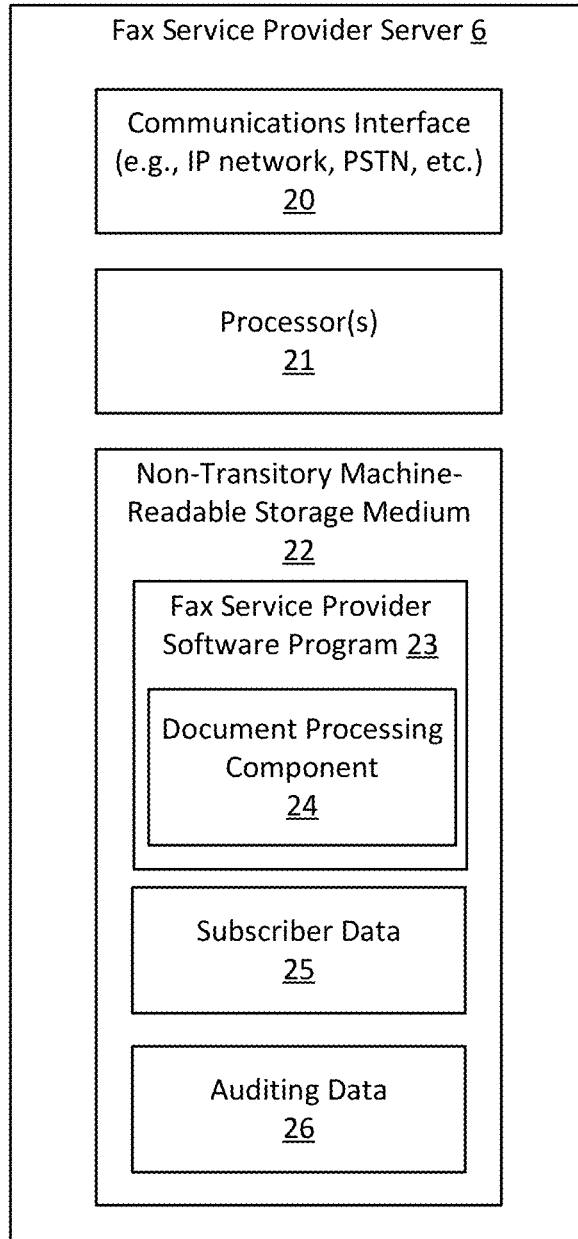 Fax Service Provider Server 6
Communications Interface
(e.g., IP network, PSTN, etc.)
20
Processor(s)
21
Non-Transitory Machine-
Readable Storage Medium
22
Fax Service Provider
Software Program 23
Document Processing
Component
24
Subscriber Data
25
Auditing Data
26